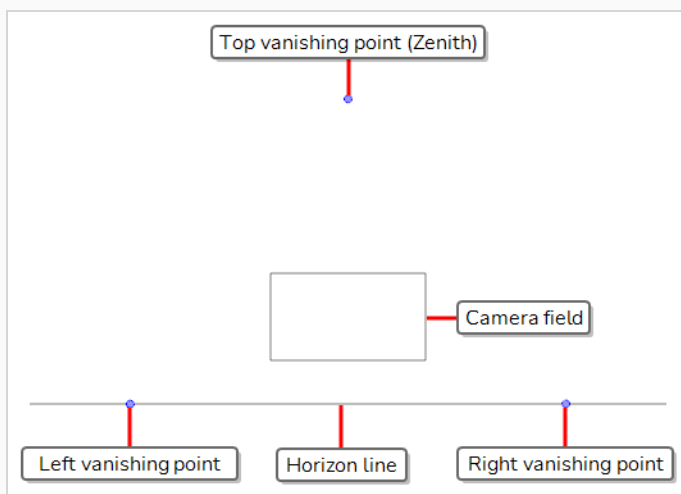 Top vanishing point (Zenith)
Camera field
Left vanishing point
Horizon line
Right vanishing point